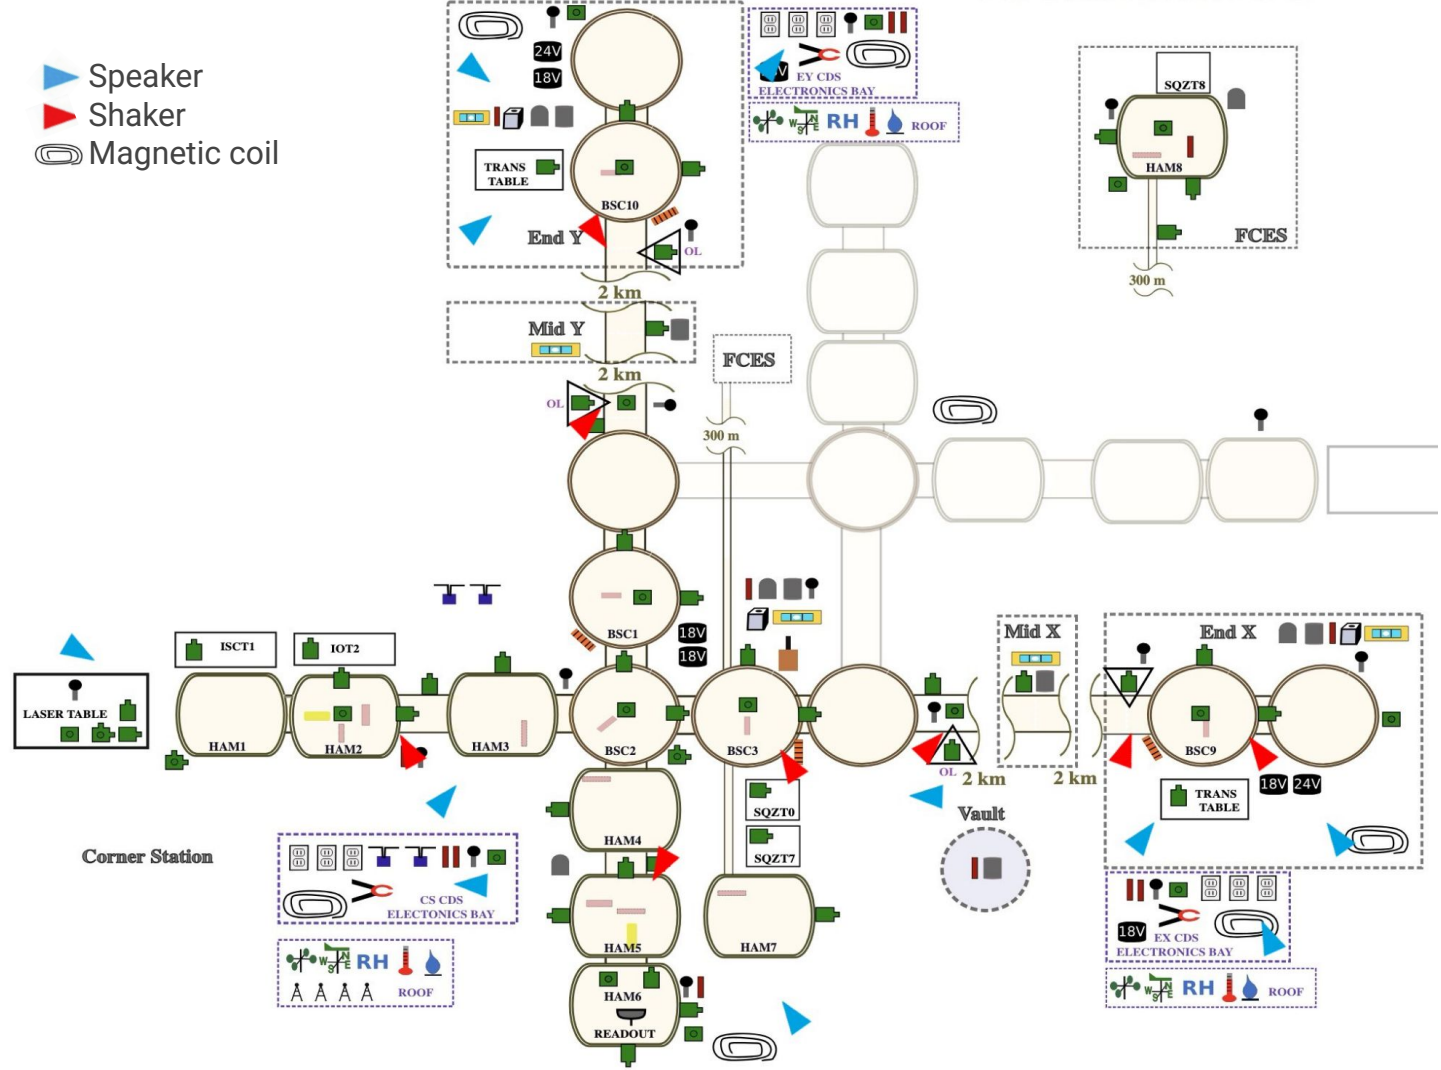 Speaker
Shaker
Magnetic coil
24V
18V
TRANS
TABLE
BSC10
End Y
OL
2 km
EY CDS
ELECTRONICS BAY
RH
W
N
S
E
ROOF
SQZT8
HAM8
FCES
300 m
Mid Y
2 km
FCES
OL
300 m
BSC1
18V
18V
ISCT1
IOT2
LASER TABLE
HAM1
HAM2
HAM3
BSC2
BSC3
OL
2 km
Mid X
2 km
End X
BSC9
18V
24V
TRANS
TABLE
HAM4
SQZT0
SQZT7
Vault
Corner Station
CS CDS
ELECTONICS BAY
HAM5
HAM7
HAM6
READOUT
W
N
S
E
RH
ROOF
18V
EX CDS
ELECTRONICS BAY
W
N
S
E
RH
ROOF